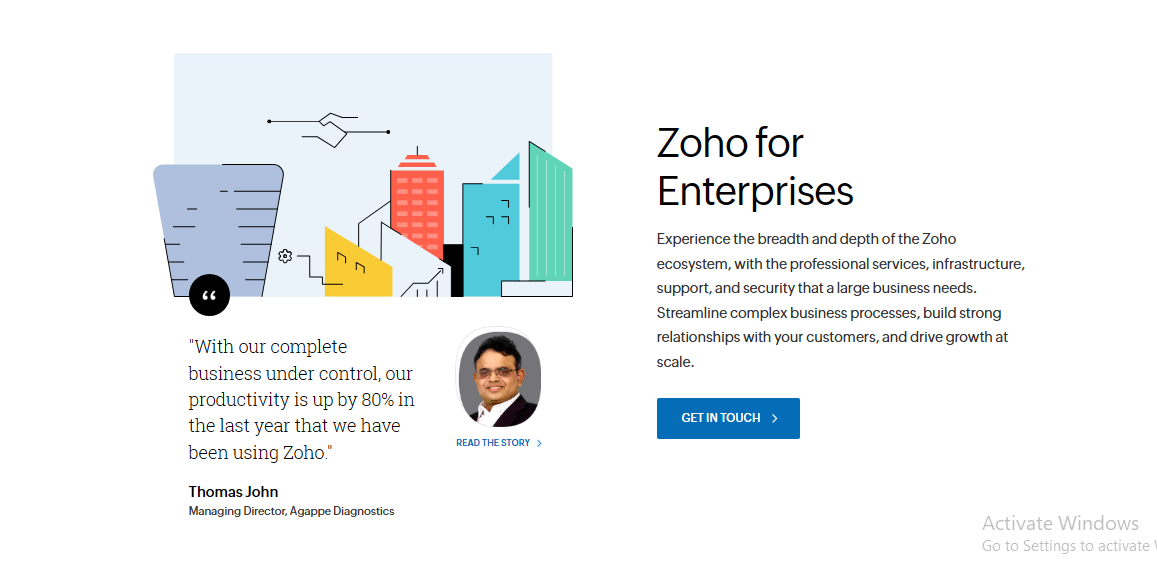 “
"With our complete
business under control, our
productivity is up by 80% in
the last year that we have
been using Zoho."
Thomas John
Managing Director, Agappe Diagnostics
READ THE STORY
Zoho for
Enterprises
Experience the breadth and depth of the Zoho
ecosystem, with the professional services, infrastructure,
support, and security that a large business needs.
Streamline complex business processes, build strong
relationships with your customers, and drive growth at
scale.
GET IN TOUCH
Activate Windows
Go to Settings to activate